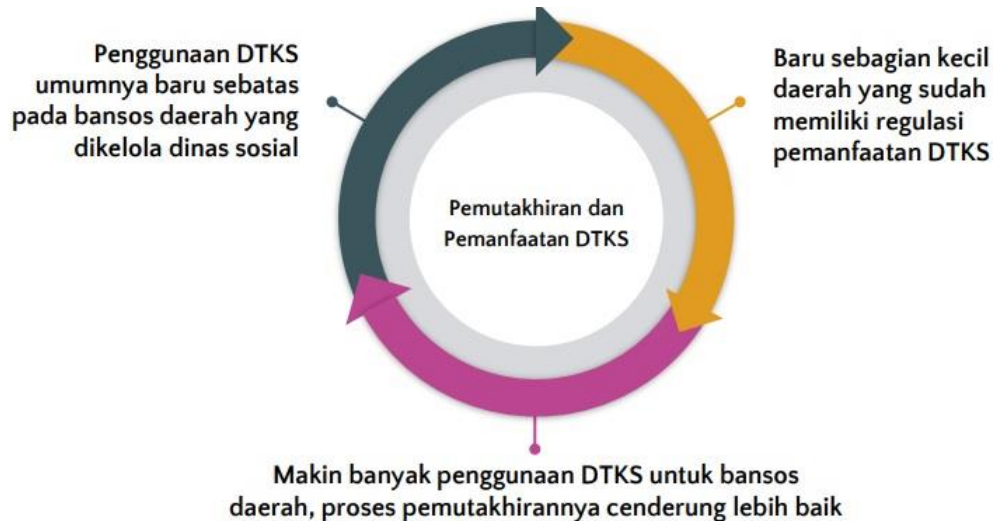 Penggunaan DTKS
umumnya baru sebatas
pada bansos daerah yang
dikelola dinas sosial
Baru sebagian kecil
daerah yang sudah
memiliki regulasi
pemanfaatan DTKS
Pemutakhiran dan
Pemanfaatan DTKS
Makin banyak penggunaan DTKS untuk bansos
daerah, proses pemutakhirannya cenderung lebih baik